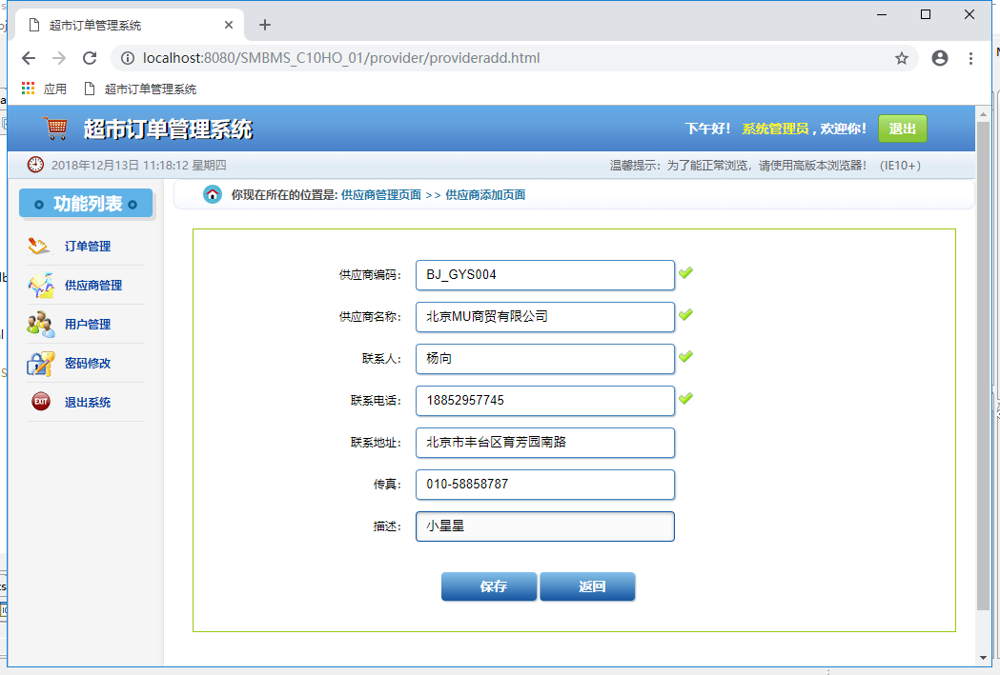 超市订单管理系统
localhost:8080/SMBMS_C10HO_01/provider/provideradd.html
应用 超市订单管理系统
超市订单管理系统
下午好！ 系统管理员，欢迎你！ 退出
2018年12月13日 11:18:12 星期四
温馨提示：为了能正常浏览，请使用高版本浏览器！ (IE10+)
功能列表
订单管理
供应商管理
用户管理
密码修改
EXIT 退出系统
你现在所在的位置是: 供应商管理页面 >> 供应商添加页面
供应商编码： BJ_GYS004
供应商名称： 北京MU商贸有限公司
联系人： 杨向
联系电话： 18852957745
联系地址： 北京市丰台区育芳园南路
传真： 010-58858787
描述： 小星星
保存 返回